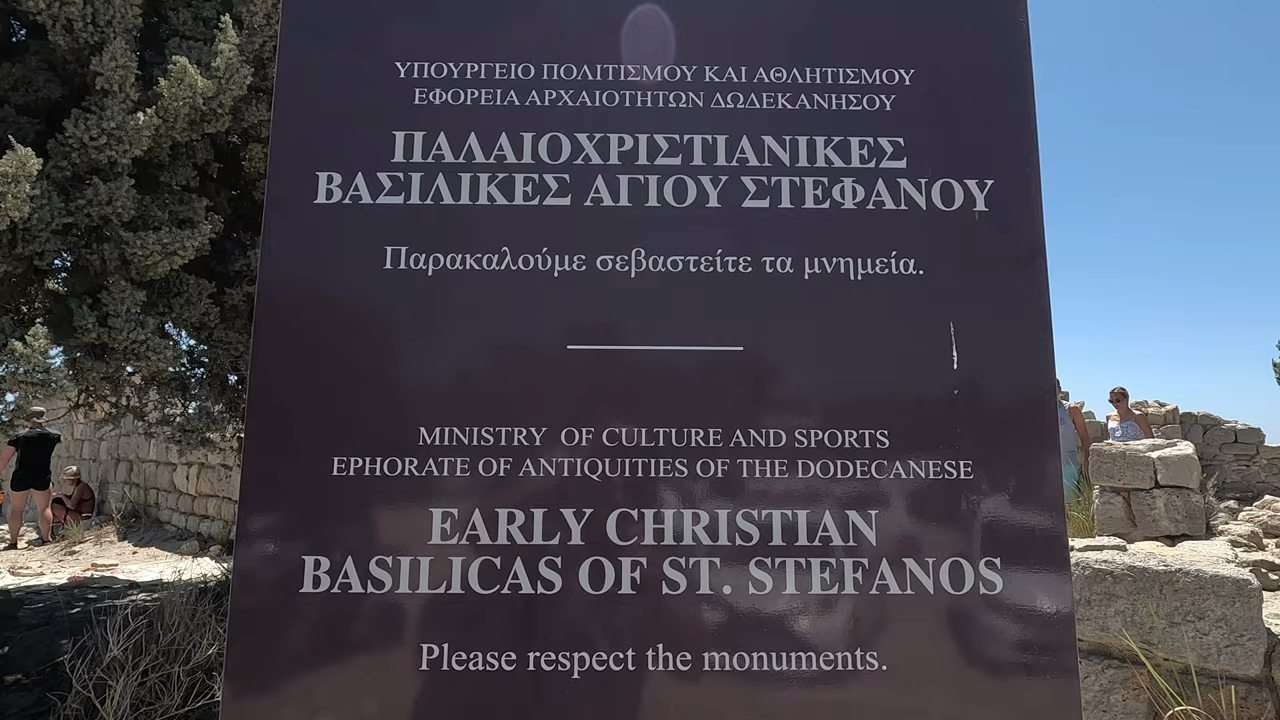 ΥΠΟΥΡΓΕΙΟ ΠΟΛΙΤΙΣΜΟΥ ΚΑΙ ΑΘΛΗΤΙΣΜΟΥ
ΕΦΟΡΕΙΑ ΑΡΧΑΙΟΤΗΤΩΝ ΔΩΔΕΚΑΝΗΣΟΥ
ΠΑΛΑΙΟΧΡΙΣΤΙΑΝΙΚΕΣ
ΒΑΣΙΛΙΚΕΣ ΑΓΙΟΥ ΣΤΕΦΑΝΟΥ
Παρακαλούμε σεβαστείτε τα μνημεία.
MINISTRY OF CULTURE AND SPORTS
EPHORATE OF ANTIQUITIES OF THE DODECANESE
EARLY CHRISTIAN
BASILICAS OF ST. STEFANOS
Please respect the monuments.